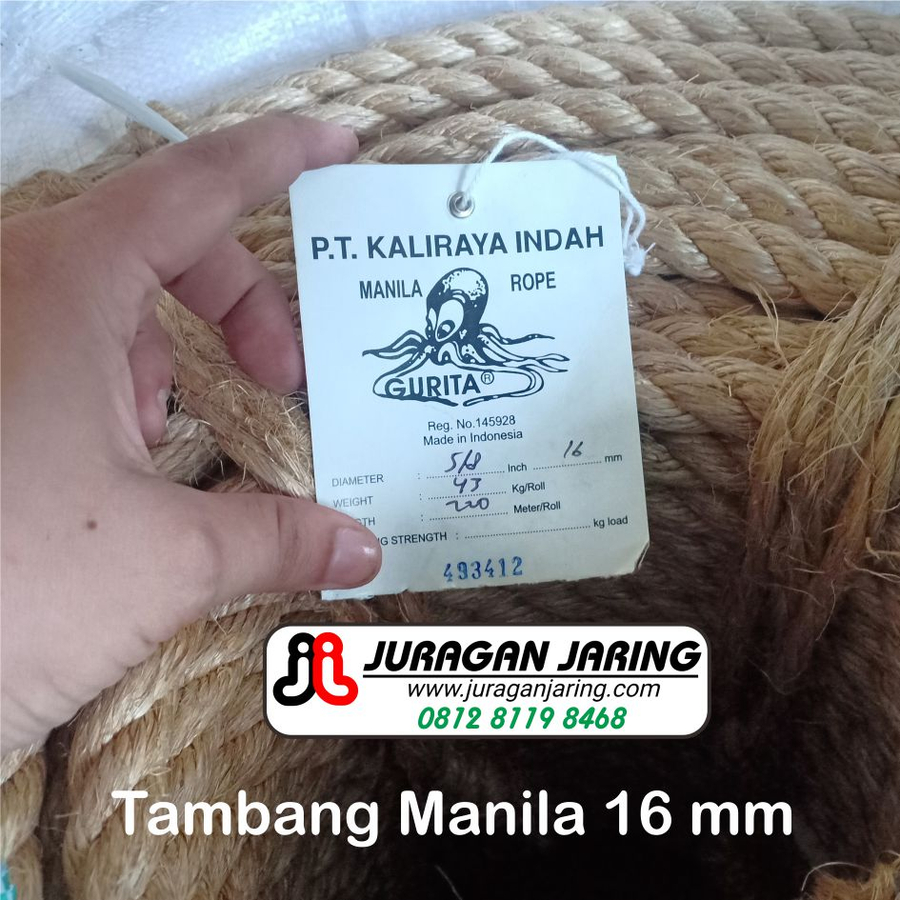 P.T. KALIRAYA INDAH
MANILA ROPE
GURITA®
Reg. No.145928
Made in Indonesia
DIAMETER : 5/8 Inch 16 mm
WEIGHT : 43 Kg/Roll
: 220 Meter/Roll
STRENGTH : kg load
493412
JURAGAN JARING
www.juraganjaring.com
0812 8119 8468
Tambang Manila 16 mm